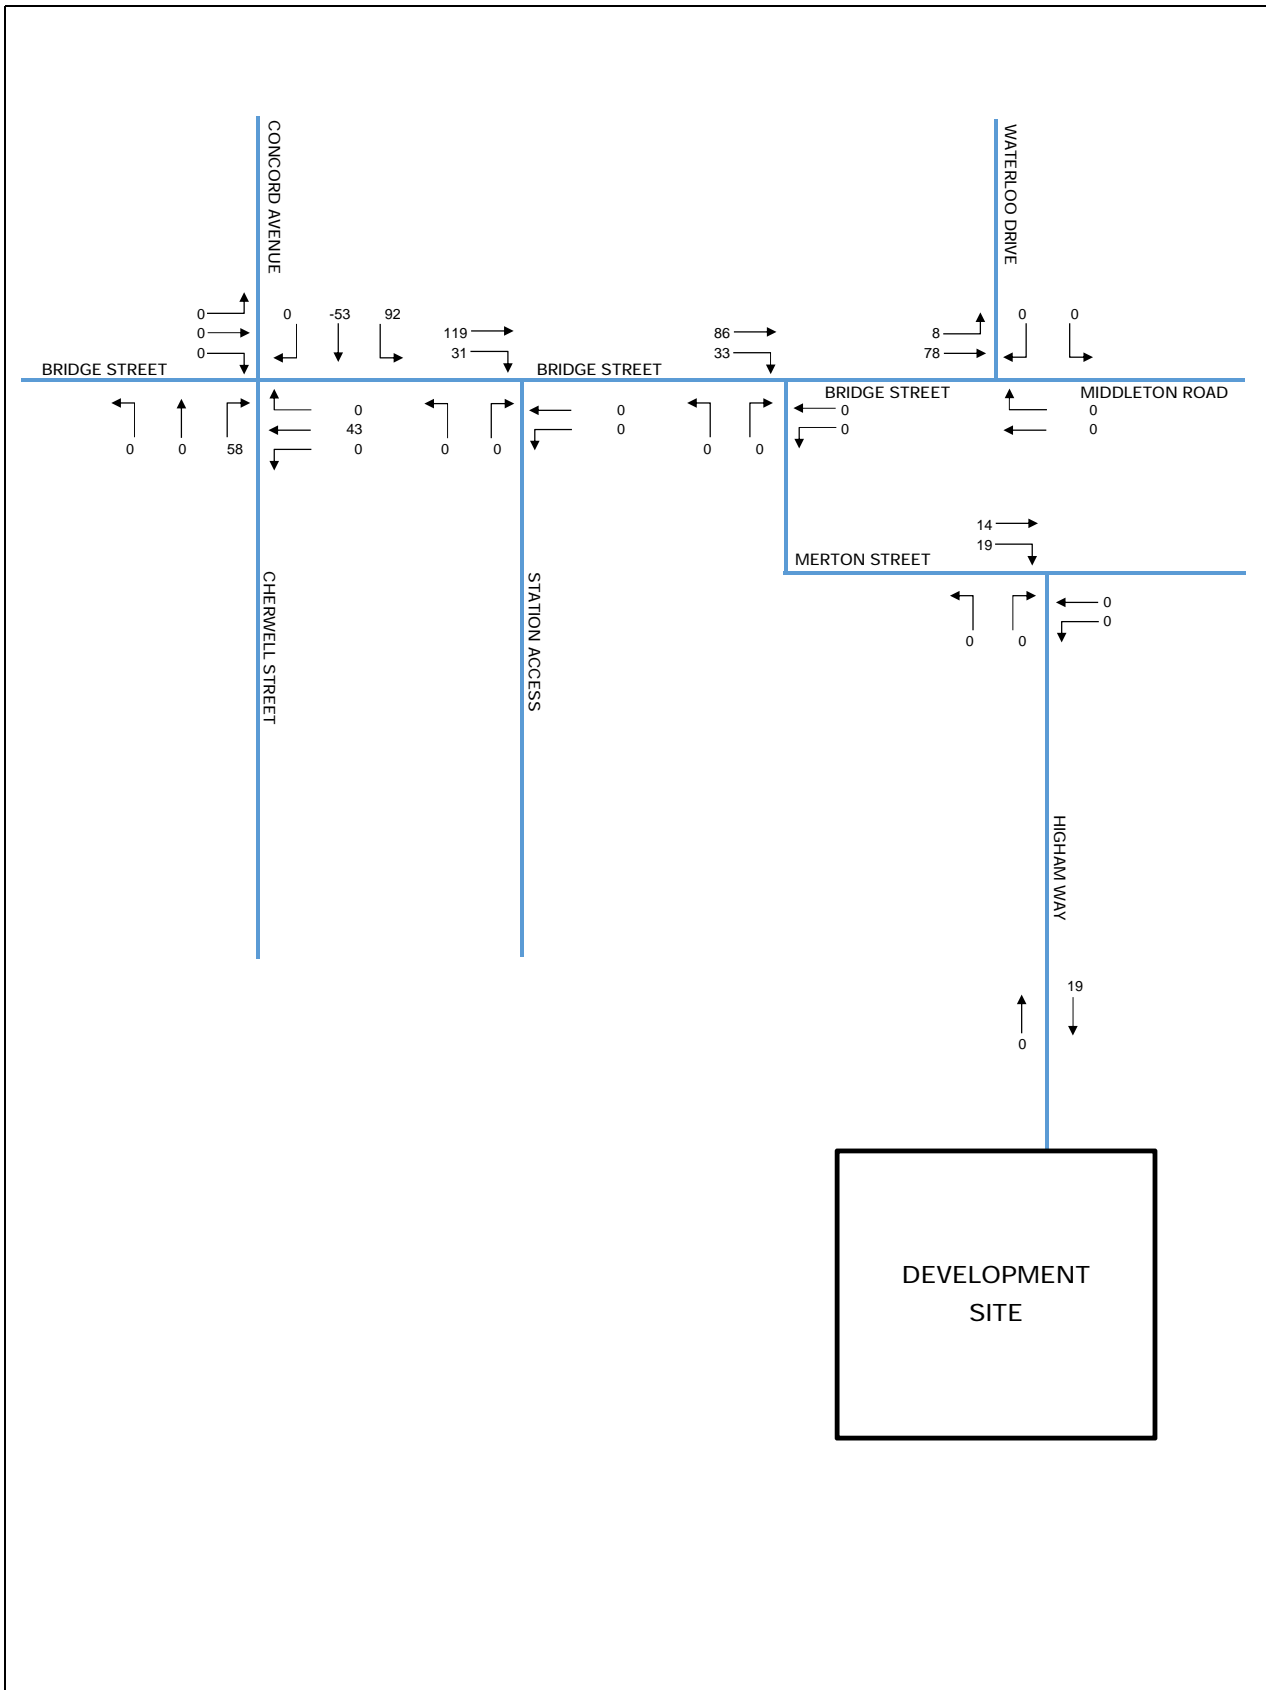 CONCORD AVENUE
WATERLOO DRIVE
0
0
0
0 -53 92
119
31
86
33
8
78
0 0
BRIDGE STREET
BRIDGE STREET
BRIDGE STREET
MIDDLETON ROAD
0 0 58
0
43
0
0 0
0
0
0 0
0
0
0
0
14
19
MERTON STREET
0 0
0
0
CHERWELL STREET
STATION ACCESS
HIGHAM WAY
19
0
DEVELOPMENT
SITE